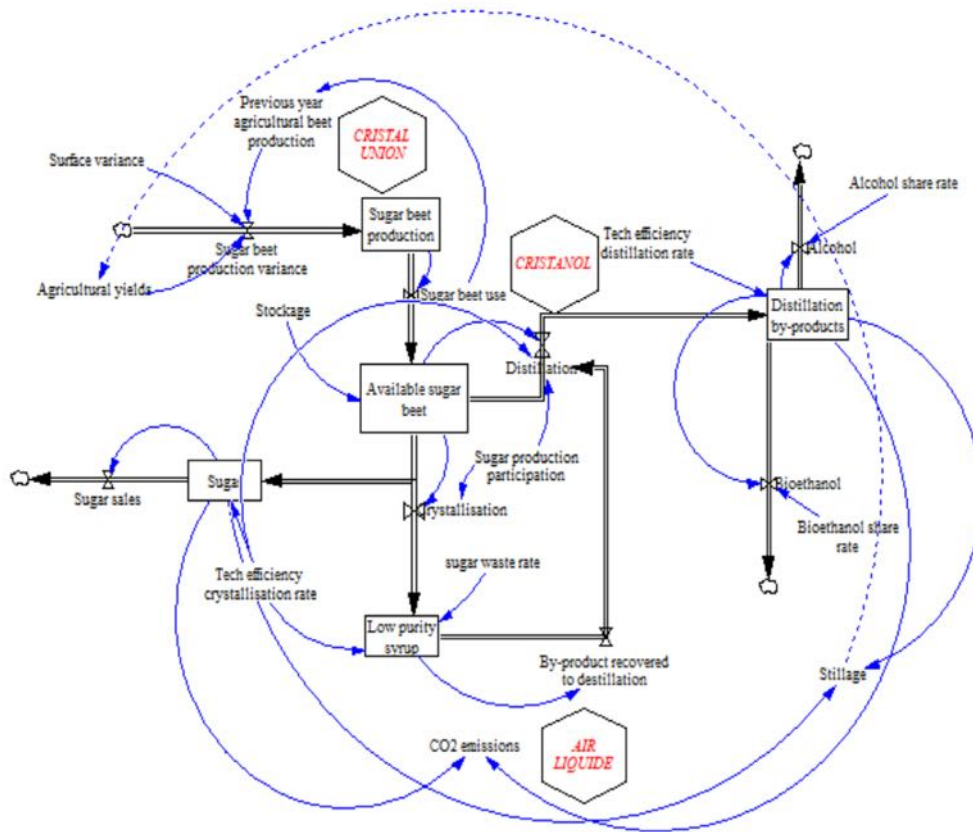 Previous year
agricultural beet
production
CRISTAL
UNION
Surface variance
Alcohol share rate
Sugar beet
production
Tech efficiency
distillation rate
Alcohol
Sugar beet
production variance
CRISTANOL
Agricultural yields
Sugar beet use
Distillation
by-products
Stockage
Distillation
Available sugar
beet
Sugar production
participation
Sugar
Sugar sales
Bioethanol
Crystallisation
Bioethanol share
rate
sugar waste rate
Tech efficiency
crystallisation rate
Low purity
syrup
By-product recovered
to destillation
Stillage
CO2 emissions
AIR
LIQUIDE